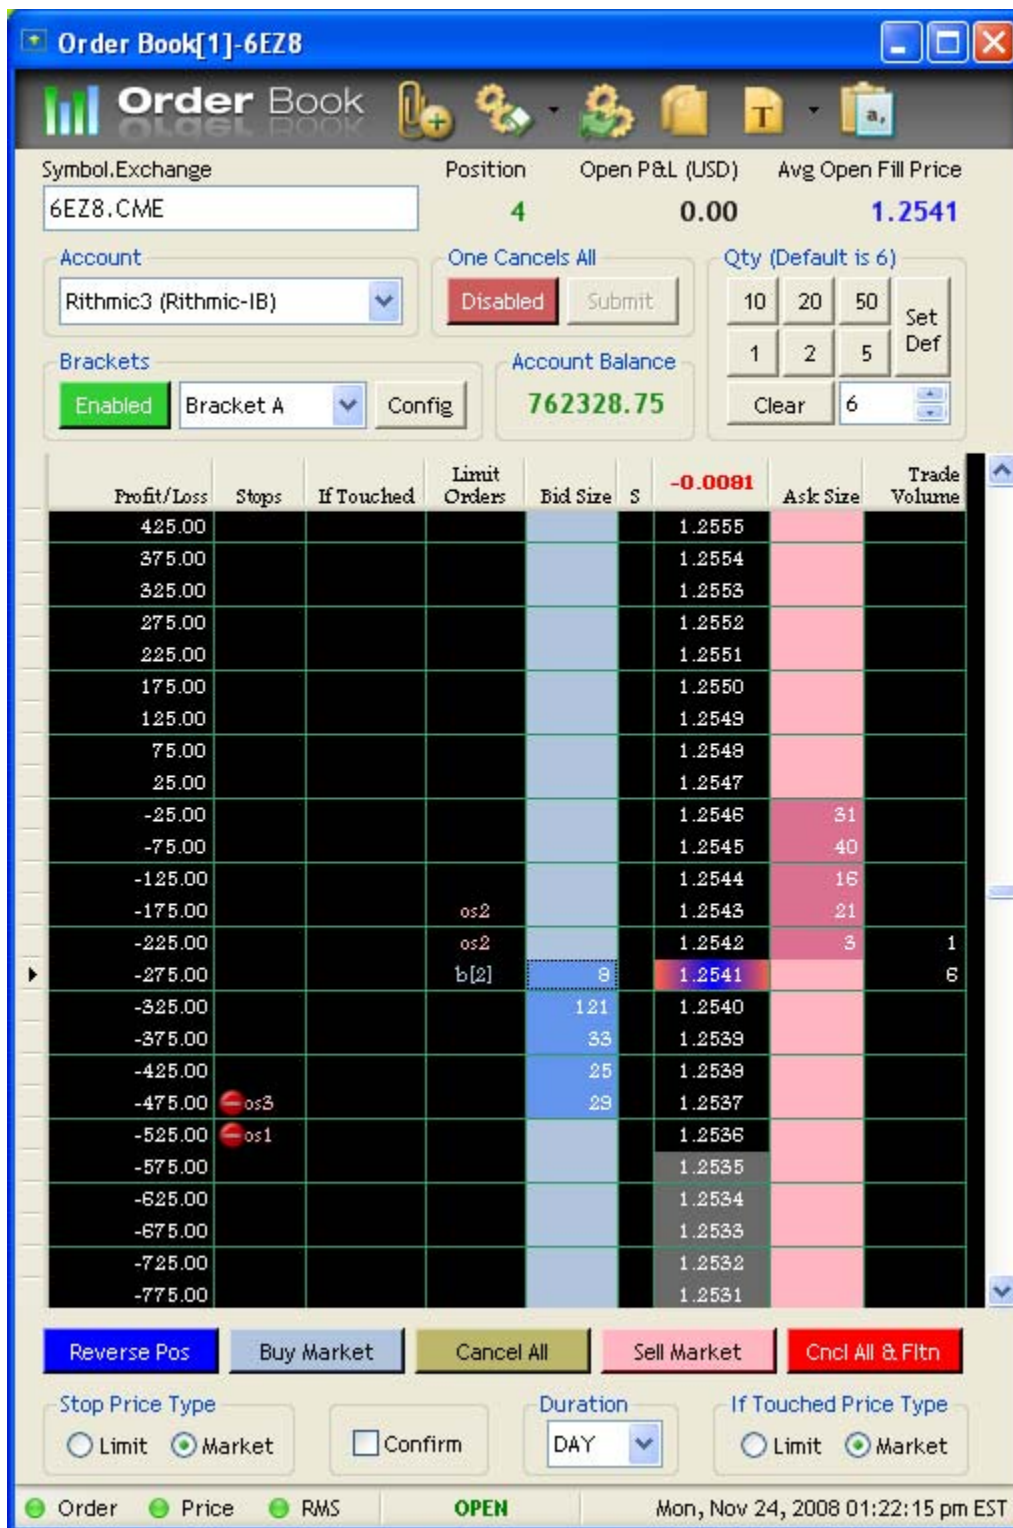 Order Book[1]-6EZ8
Order Book
T
a,
Symbol.Exchange Position Open P&L (USD) Avg Open Fill Price
6EZ8.CME 4 0.00 1.2541
Account One Cancels All Qty (Default is 6)
Rithmic3 (Rithmic-IB) Disabled Submit 10 20 50 Set Def
Brackets Account Balance 1 2 5
Enabled Bracket A Config 762328.75 Clear 6
Profit/Loss Stops If Touched Limit Orders Bid Size S -0.0081 Ask Size Trade Volume
425.00 1.2555
375.00 1.2554
325.00 1.2553
275.00 1.2552
225.00 1.2551
175.00 1.2550
125.00 1.2549
75.00 1.2548
25.00 1.2547
-25.00 1.2546 31
-75.00 1.2545 40
-125.00 1.2544 16
-175.00 os2 1.2543 21
-225.00 os2 1.2542 3 1
-275.00 b[2] 8 1.2541 6
-325.00 121 1.2540
-375.00 33 1.2539
-425.00 25 1.2538
-475.00 os3 29 1.2537
-525.00 os1 1.2536
-575.00 1.2535
-625.00 1.2534
-675.00 1.2533
-725.00 1.2532
-775.00 1.2531
Reverse Pos Buy Market Cancel All Sell Market Cncl All & Fltn
Stop Price Type Duration If Touched Price Type
Limit Market Confirm DAY Limit Market
Order Price RMS OPEN Mon, Nov 24, 2008 01:22:15 pm EST